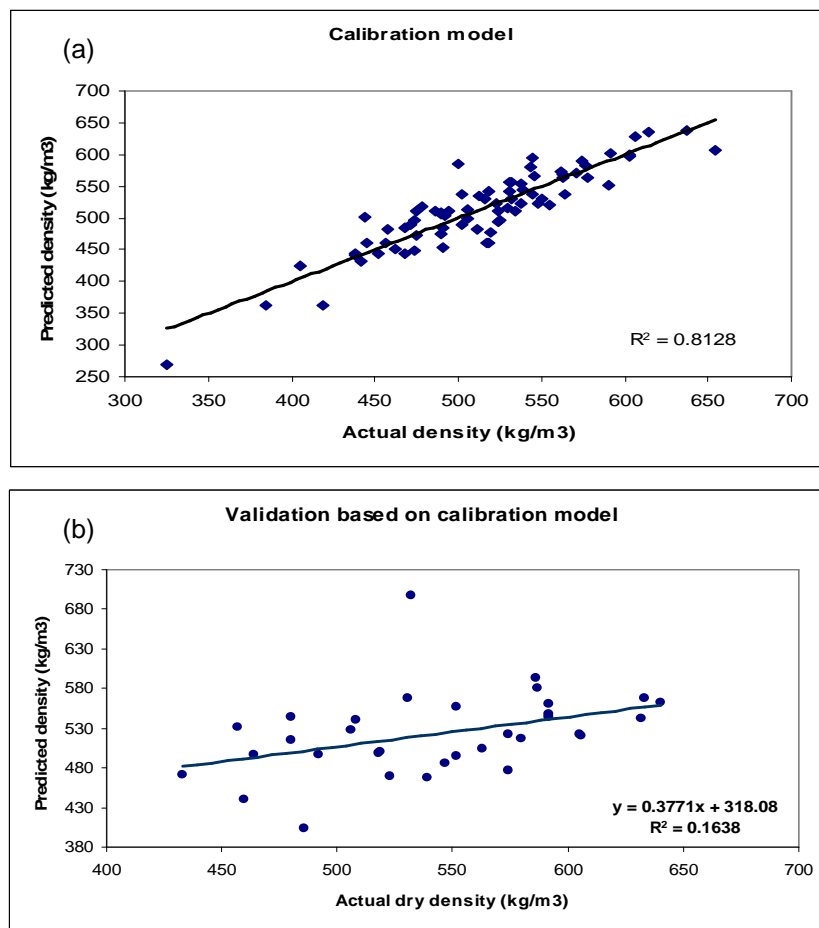 Calibration model
(a)
700
650
600
550
500
450
400
350
300
250
Predicted density (kg/m3)
R² = 0.8128
300 350 400 450 500 550 600 650 700
Actual density (kg/m3)
Validation based on calibration model
(b)
730
680
630
580
530
480
430
380
Predicted density (kg/m3)
y = 0.3771x + 318.08
R² = 0.1638
400 450 500 550 600 650 700
Actual dry density (kg/m3)